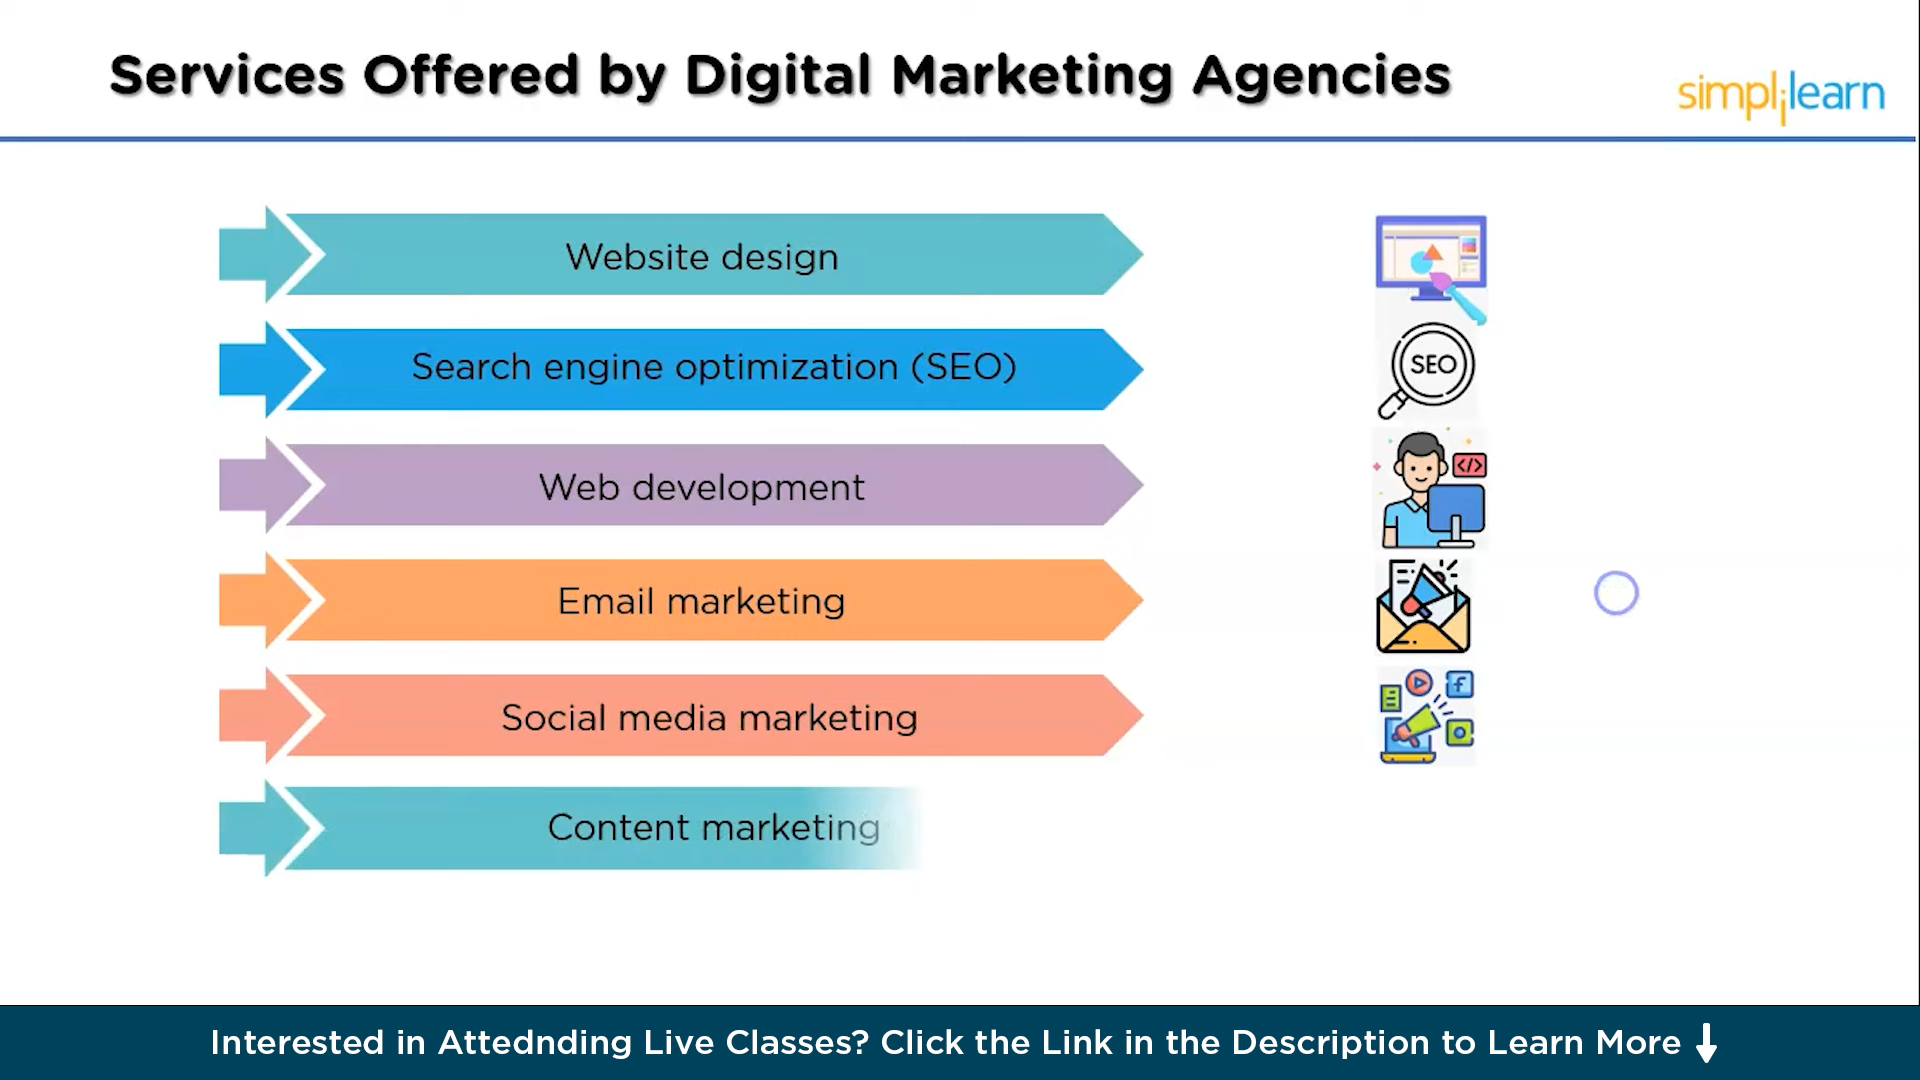 Services Offered by Digital Marketing Agencies
simplilearn
Website design
Search engine optimization (SEO)
SEO
Web development
</>
Email marketing
Social media marketing
f
Content marketing
Interested in Attednding Live Classes? Click the Link in the Description to Learn More